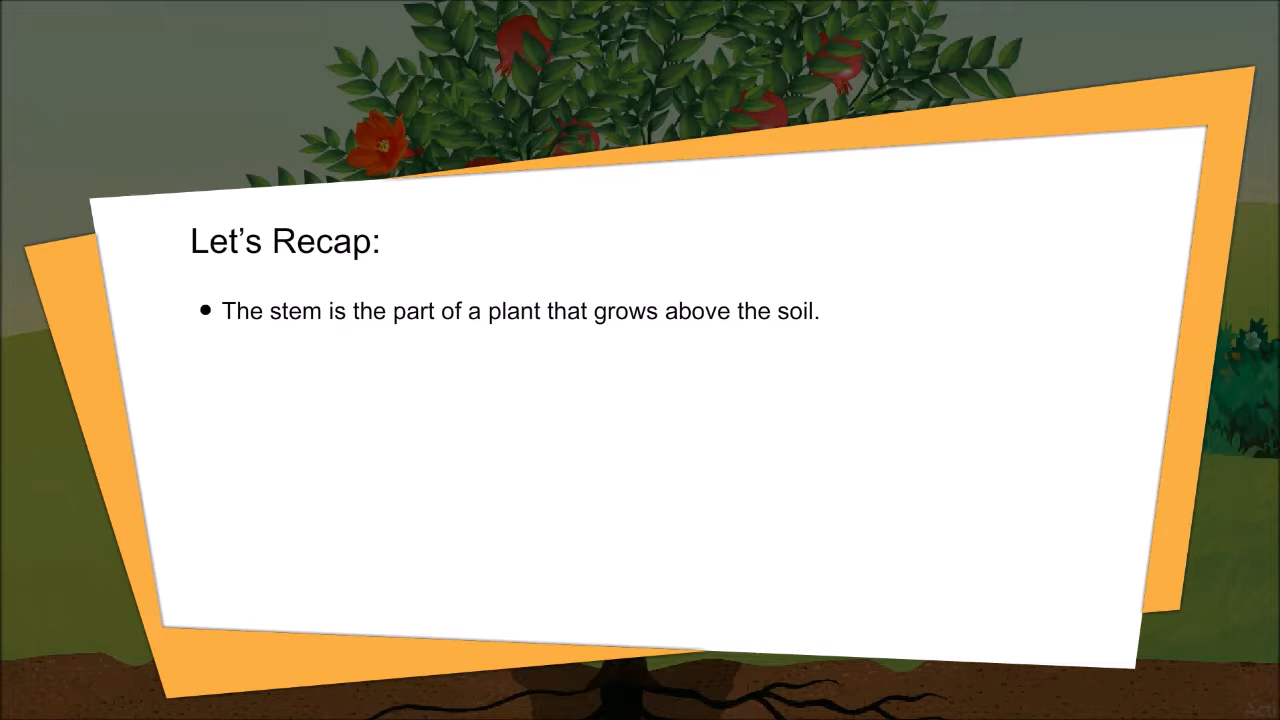 Let’s Recap:
● The stem is the part of a plant that grows above the soil.